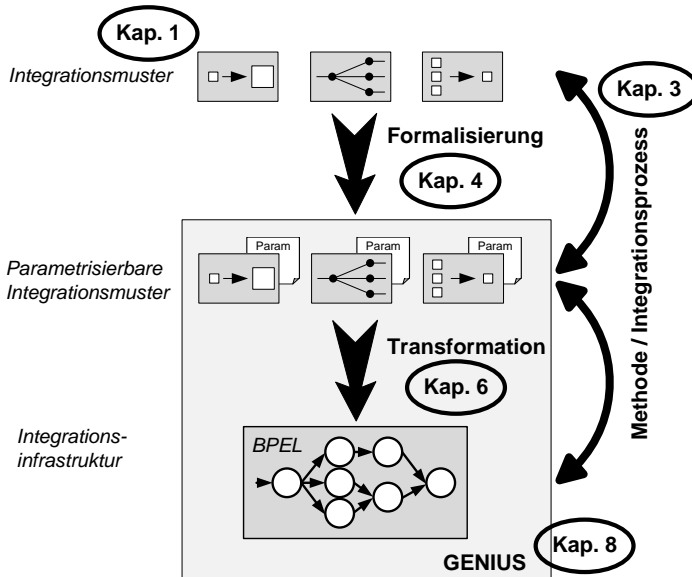 Kap. 1
Integrationsmuster
Kap. 3
Formalisierung
Kap. 4
Methode / Integrationsprozess
Param
Param
Param
Parametrisierbare
Integrationsmuster
Transformation
Kap. 6
Integrations-
infrastruktur
BPEL
Kap. 8
GENIUS